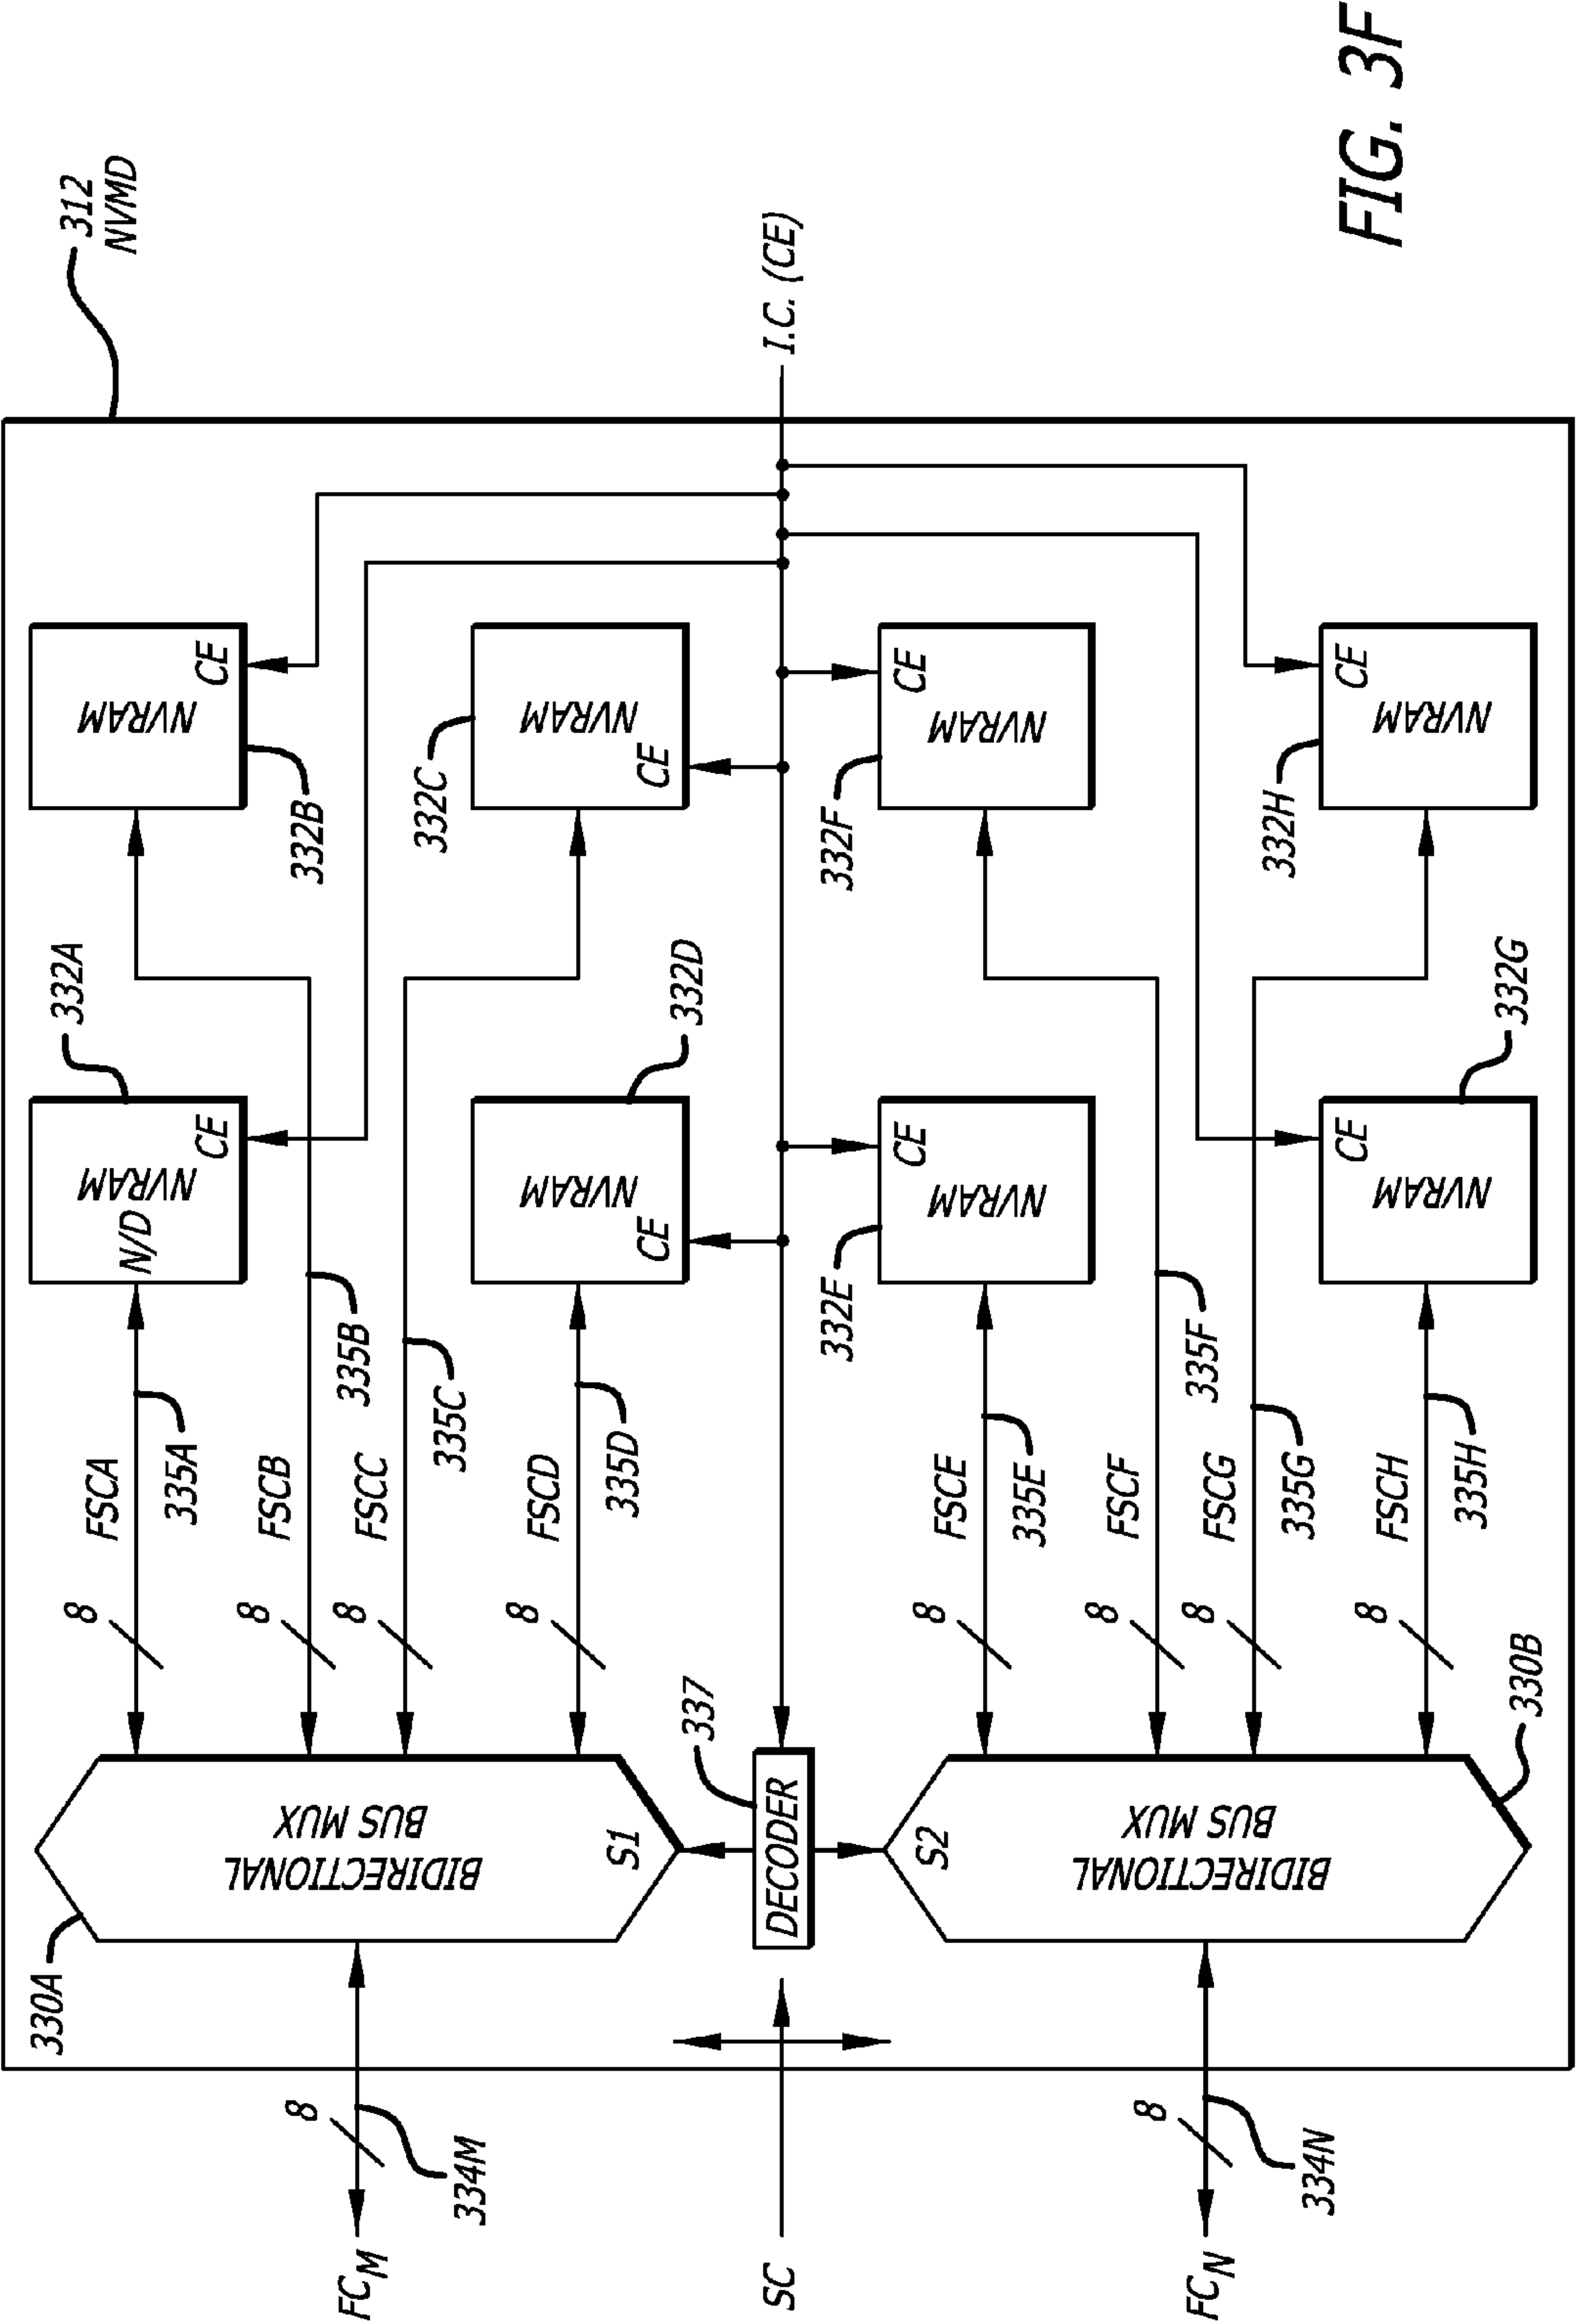 312
NVMD
332A
NVRAM
N/D
CE
NVRAM
CE
332B
FSCA
8
335A
330A
FSCB
8
335B
BIDIRECTIONAL
BUS MUX
S1
FSCC
8
335C
332C
NVRAM
CE
332D
NVRAM
CE
FSCD
8
335D
FCM
8
334M
337
DECODER
SC
I.C. (CE)
332E
NVRAM
CE
332F
NVRAM
CE
FSCE
8
335E
S2
BIDIRECTIONAL
BUS MUX
FSCF
8
335F
FSCG
8
335G
FCN
8
334N
332H
NVRAM
CE
332G
NVRAM
CE
FSCH
8
335H
330B
FIG. 3F